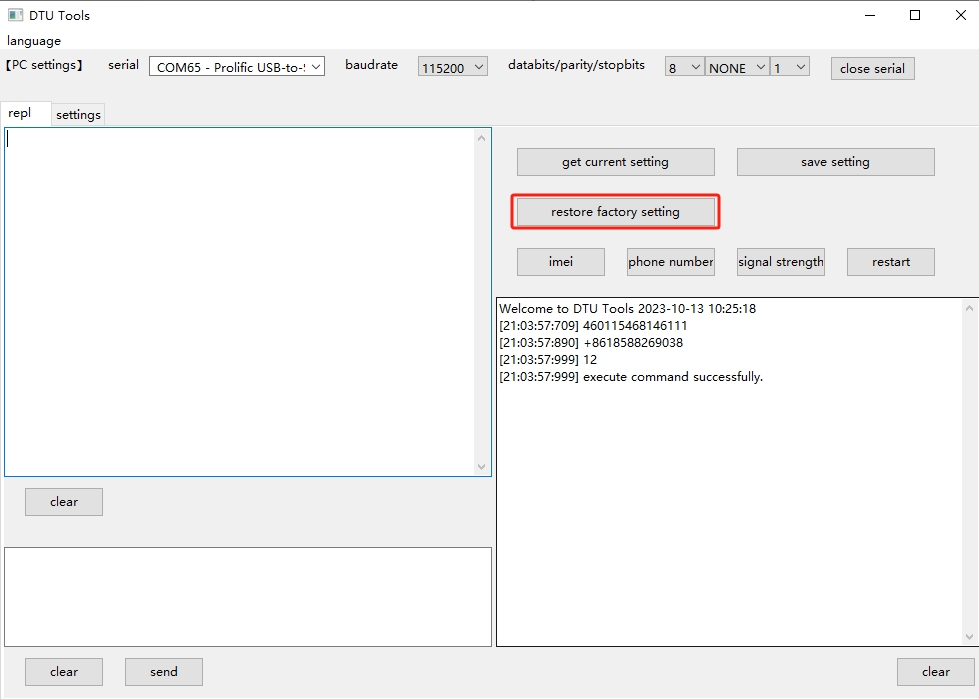 DTU Tools
language
【PC settings】 serial COM65 - Prolific USB-to-: baudrate 115200 databits/parity/stopbits 8 NONE 1 close serial
repl settings
get current setting save setting
restore factory setting
imei phone number signal strength restart
Welcome to DTU Tools 2023-10-13 10:25:18
[21:03:57:709] 460115468146111
[21:03:57:890] +8618588269038
[21:03:57:999] 12
[21:03:57:999] execute command successfully.
clear
clear send clear